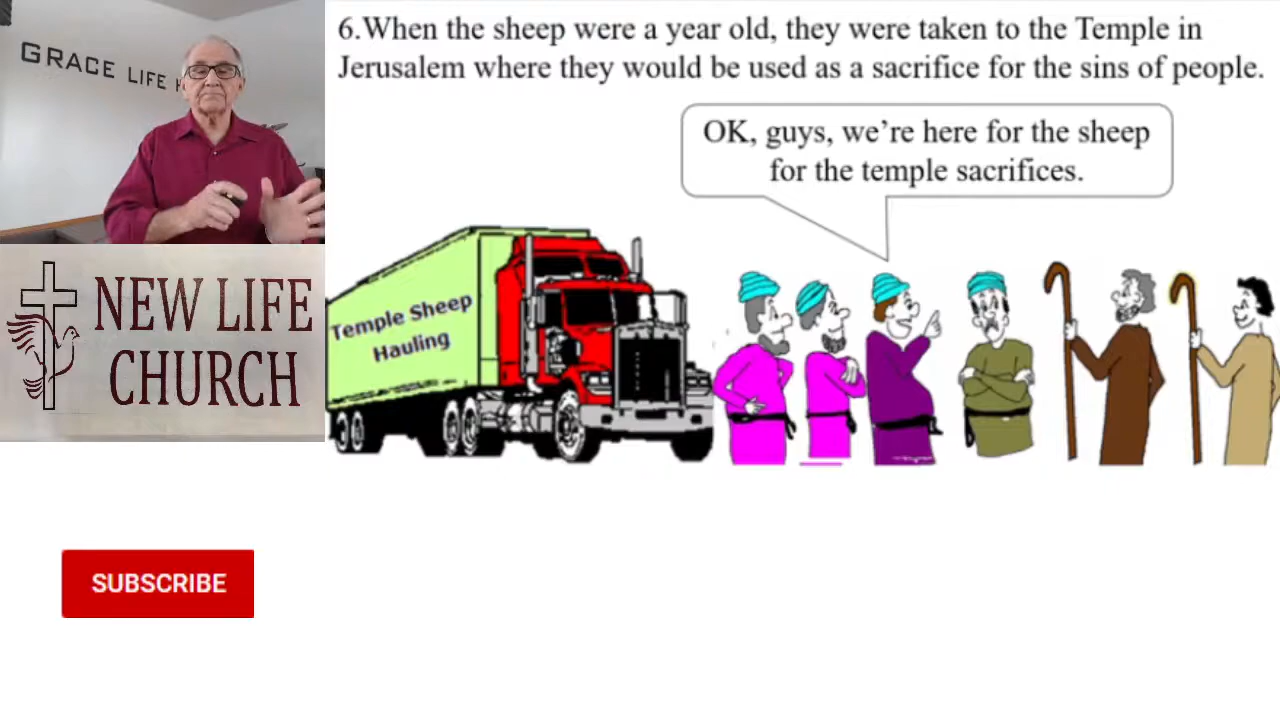 GRACE LIFE
6.When the sheep were a year old, they were taken to the Temple in
Jerusalem where they would be used as a sacrifice for the sins of people.
OK, guys, we're here for the sheep
for the temple sacrifices.
Temple Sheep
Hauling
NEW LIFE
CHURCH
SUBSCRIBE